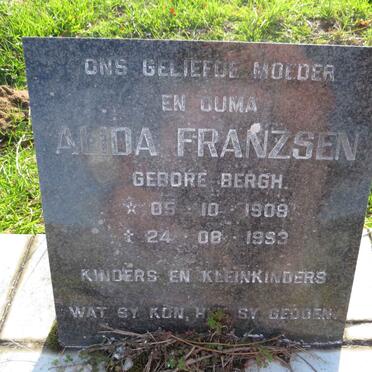 ONS GELIEFDE MOEDER
EN OUMA
ALIDA FRANZSEN
GEBORE BERGH.
* 05 - 10 - 1909
+ 24 - 08 - 1993
KINDERS EN KLEINKINDERS
WAT SY KON, HET SY GEDOEN.